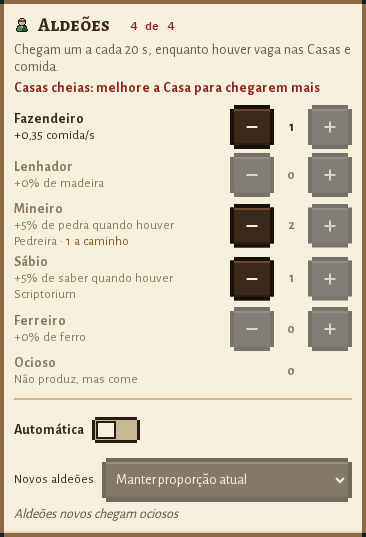 Aldeões 4 de 4
Chegam um a cada 20 s, enquanto houver vaga nas Casas e
comida.
Casas cheias: melhore a Casa para chegarem mais
Fazendeiro
+0,35 comida/s
− 1 +
Lenhador
+0% de madeira
− 0 +
Mineiro
+5% de pedra quando houver
Pedreira · 1 a caminho
− 2 +
Sábio
+5% de saber quando houver
Scriptorium
− 1 +
Ferreiro
+0% de ferro
− 0 +
Ocioso
Não produz, mas come
0
Automática
Novos aldeões Manter proporção atual
Aldeões novos chegam ociosos